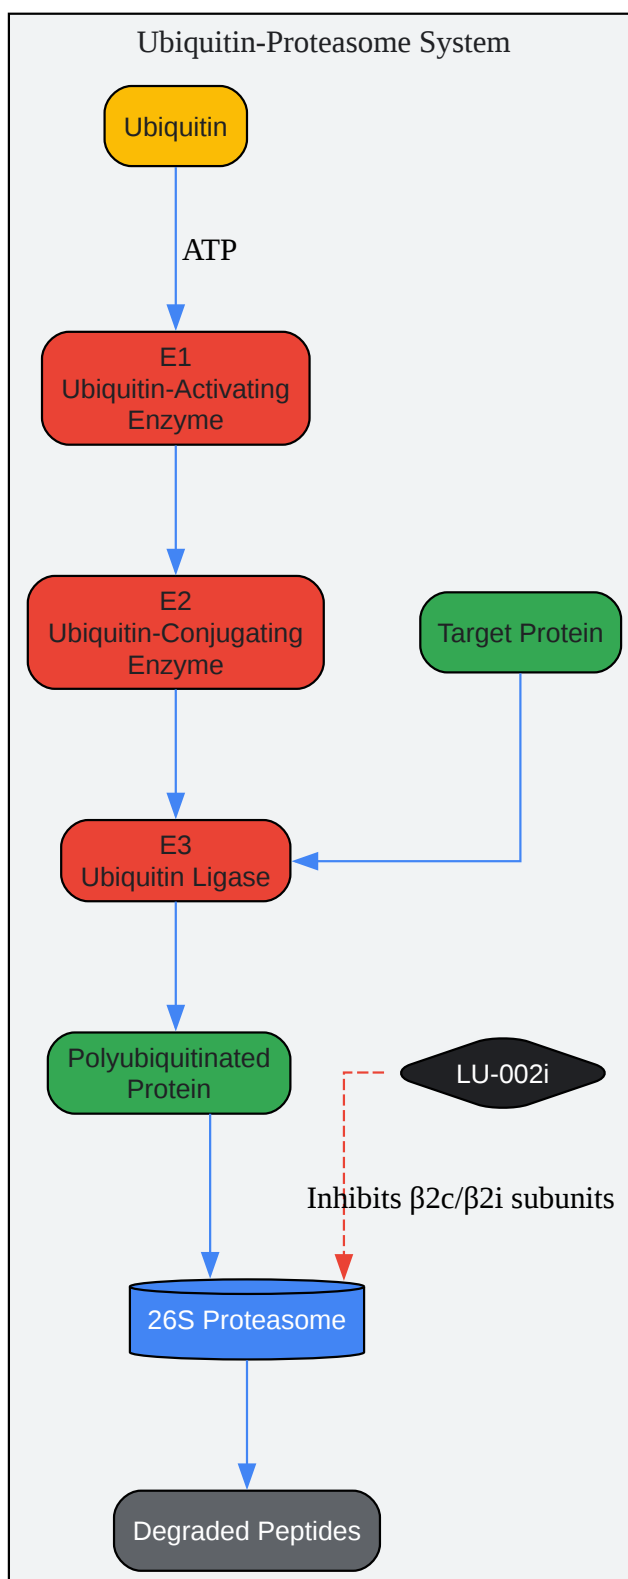 Ubiquitin-Proteasome System
Ubiquitin
ATP
E1
Ubiquitin-Activating
Enzyme
E2
Ubiquitin-Conjugating
Enzyme
Target Protein
E3
Ubiquitin Ligase
Polyubiquitinated
Protein
LU-002i
Inhibits β2c/β2i subunits
26S Proteasome
Degraded Peptides